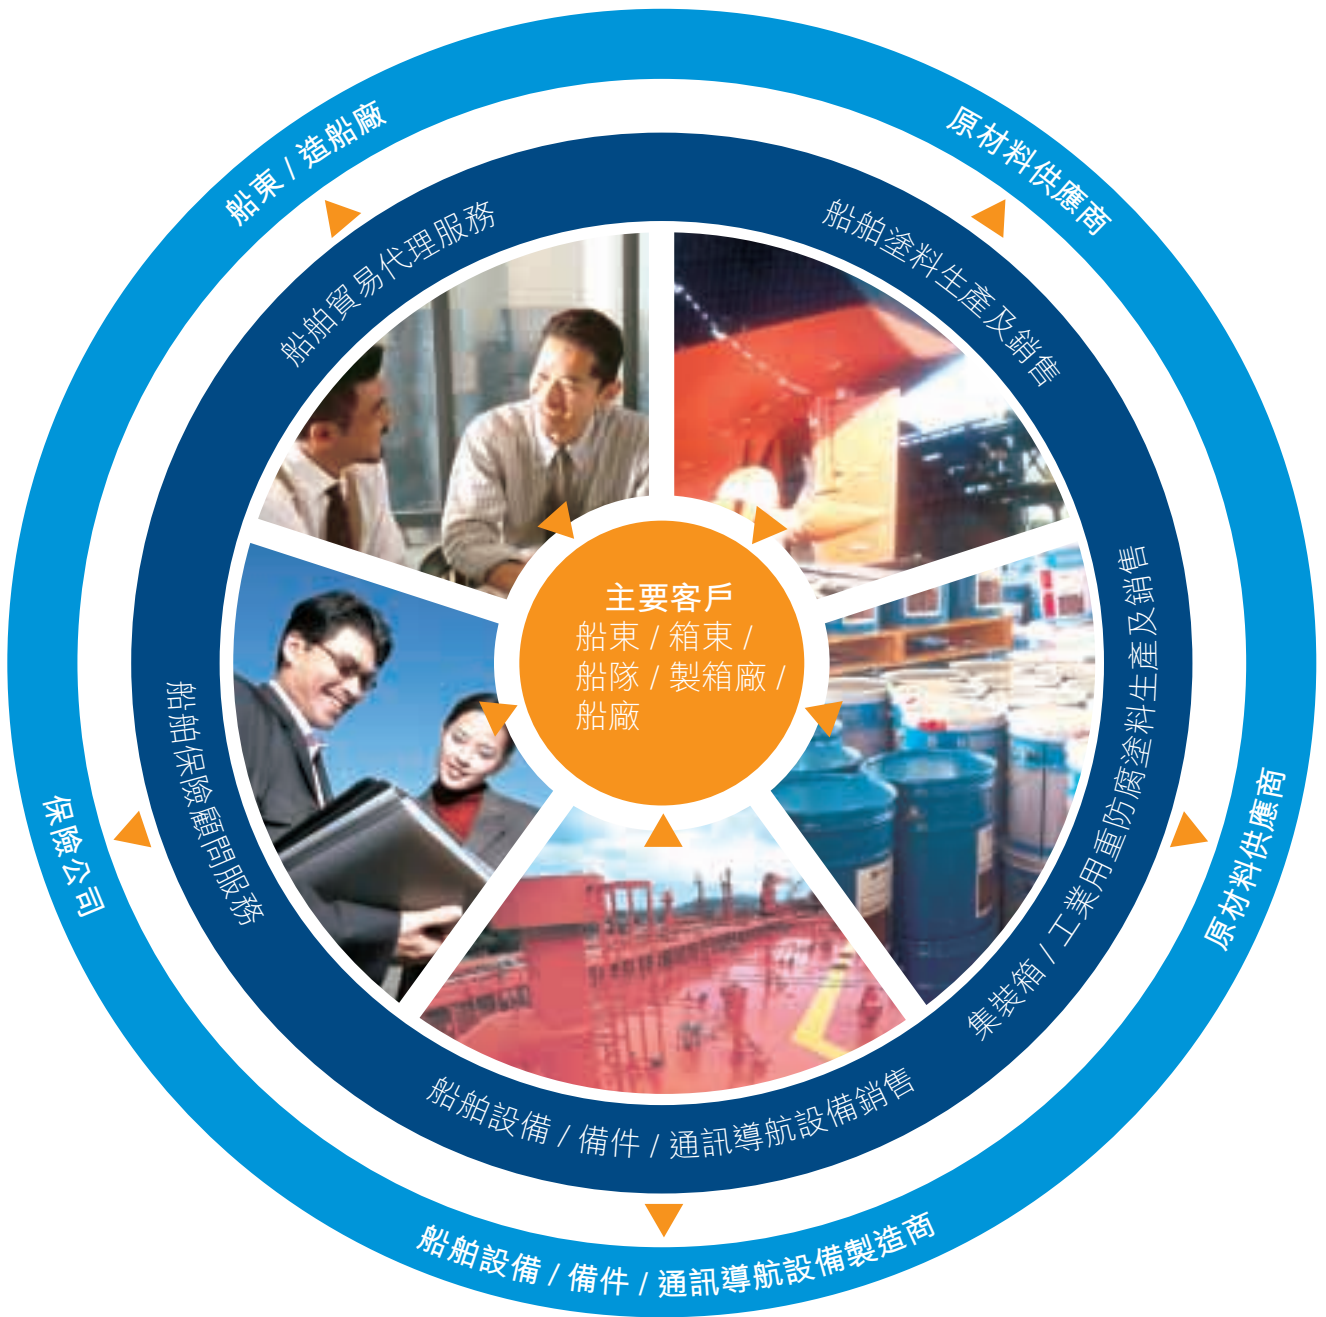 船東 / 造船廠
原材料供應商
船舶貿易代理服務
船舶塗料生產及銷售
主要客戶
船東 / 箱東 /
船隊 / 製箱廠 /
船廠
集裝箱 / 工業用重防腐塗料生產及銷售
船舶保險顧問服務
保險公司
原材料供應商
船舶設備 / 備件 / 通訊導航設備銷售
船舶設備 / 備件 / 通訊導航設備製造商